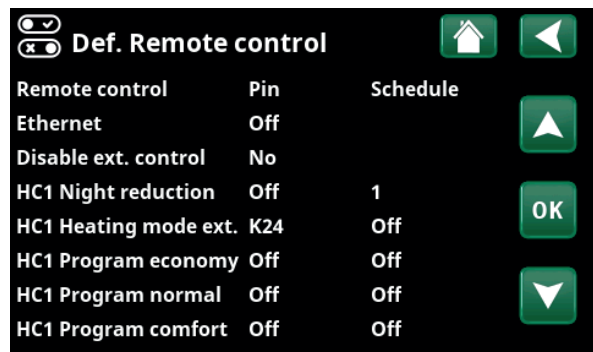 Def. Remote control
Remote control Pin Schedule
Ethernet Off
Disable ext. control No
HC1 Night reduction Off 1
HC1 Heating mode ext. K24 Off
HC1 Program economy Off Off
HC1 Program normal Off Off
HC1 Program comfort Off Off
OK